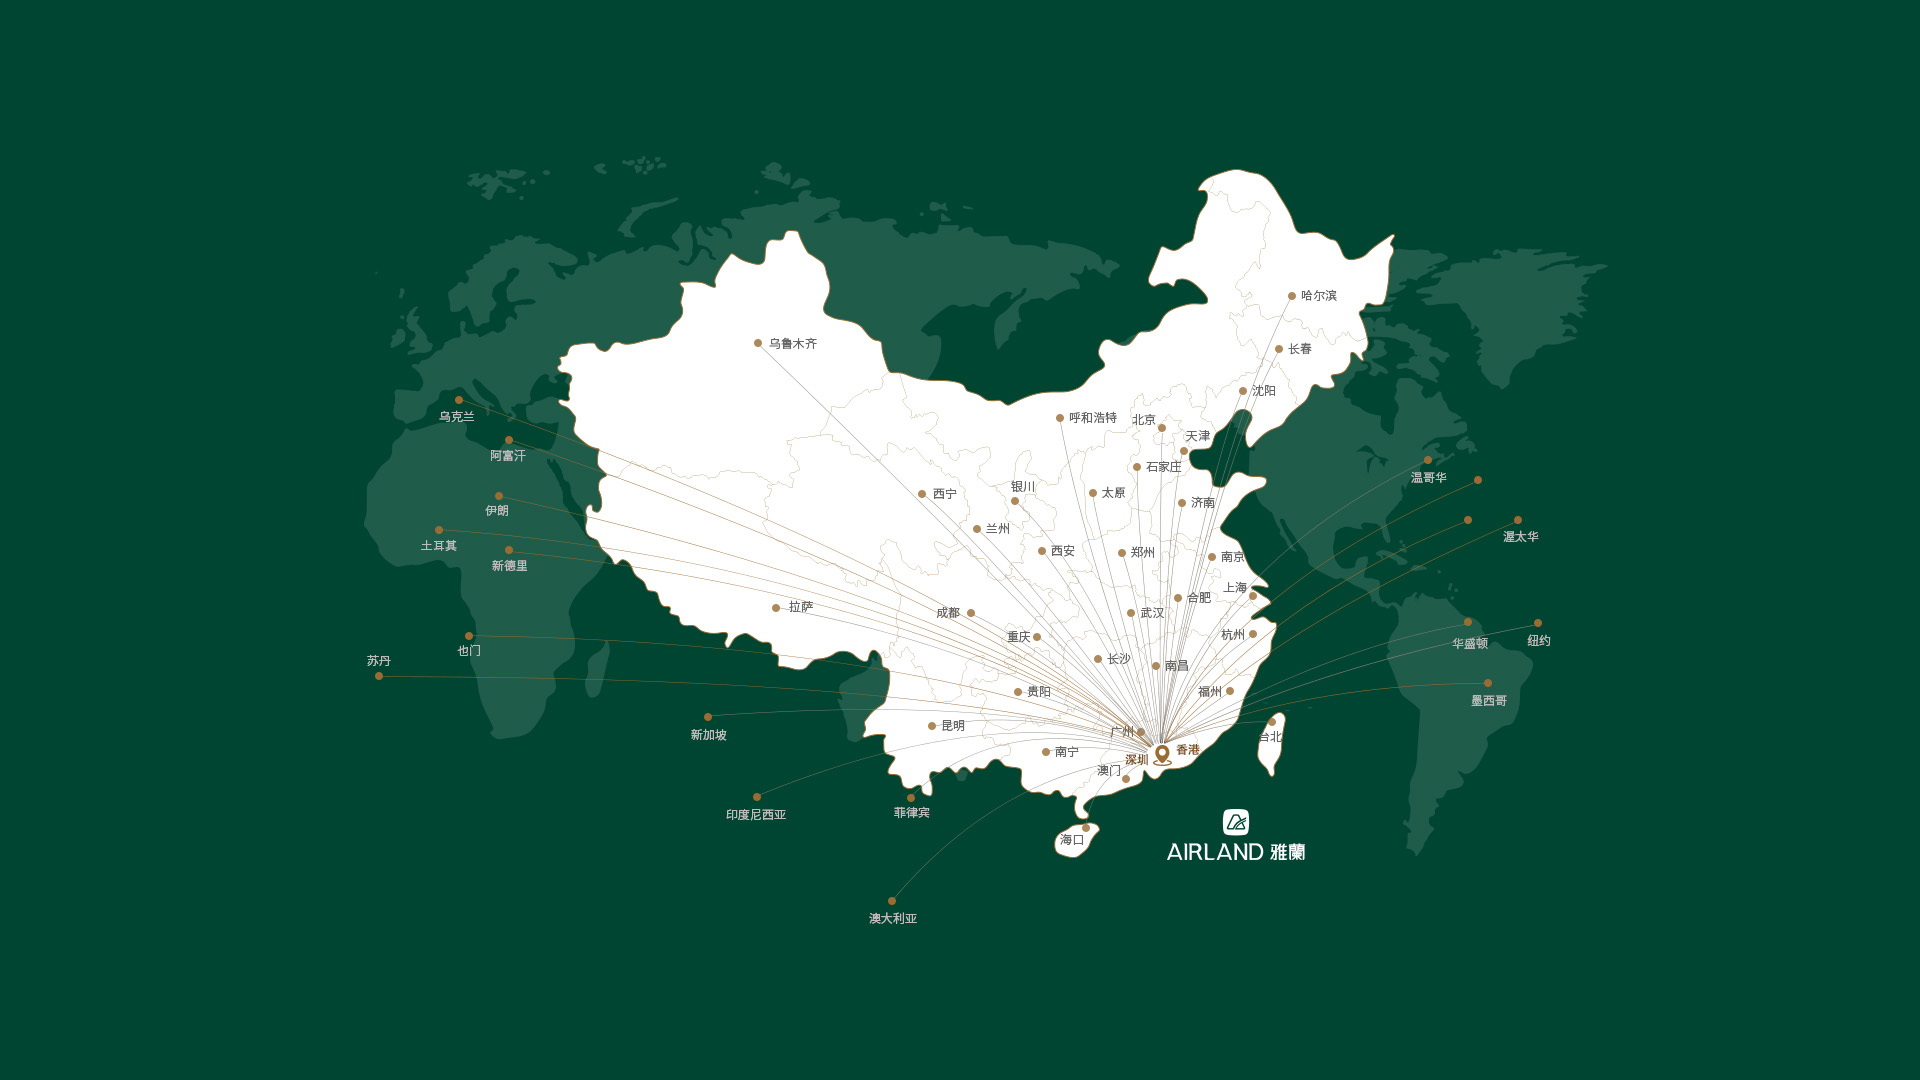 哈尔滨
乌鲁木齐
长春
沈阳
乌克兰
呼和浩特
北京
天津
阿富汗
石家庄
温哥华
银川
西宁
太原
伊朗
济南
兰州
渥太华
土耳其
西安
郑州
南京
新德里
上海
合肥
拉萨
成都
武汉
重庆
杭州
华盛顿
纽约
也门
苏丹
长沙
南昌
贵阳
福州
墨西哥
昆明
广州
新加坡
台北
南宁
香港
深圳
澳门
印度尼西亚
菲律宾
海口
AIRLAND 雅蘭
澳大利亚